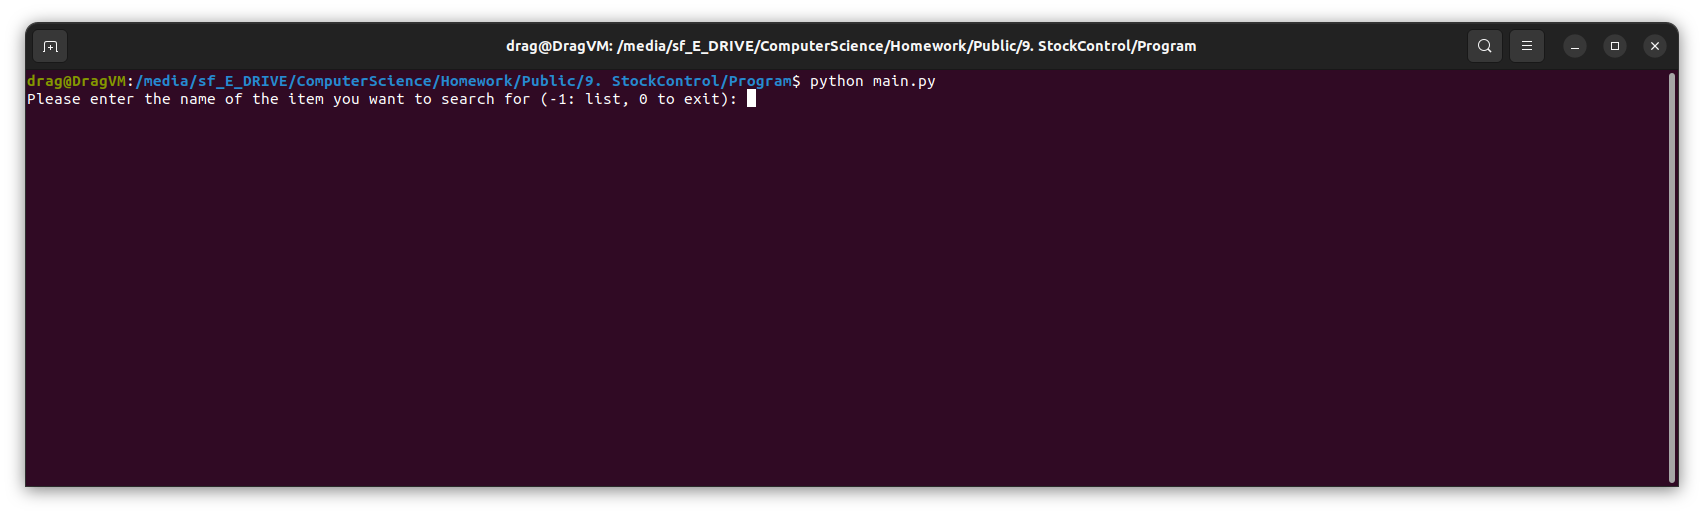 drag@DragVM: /media/sf_E_DRIVE/ComputerScience/Homework/Public/9. StockControl/Program
drag@DragVM:/media/sf_E_DRIVE/ComputerScience/Homework/Public/9. StockControl/Program$ python main.py
Please enter the name of the item you want to search for (-1: list, 0 to exit):